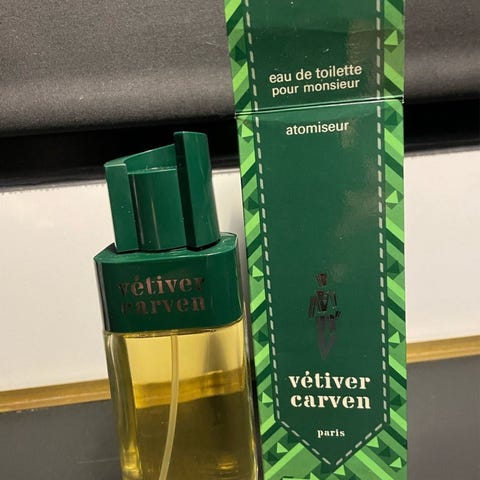 eau de toilette
pour monsieur
atomiseur
vétiver
carven
vétiver
carven
paris